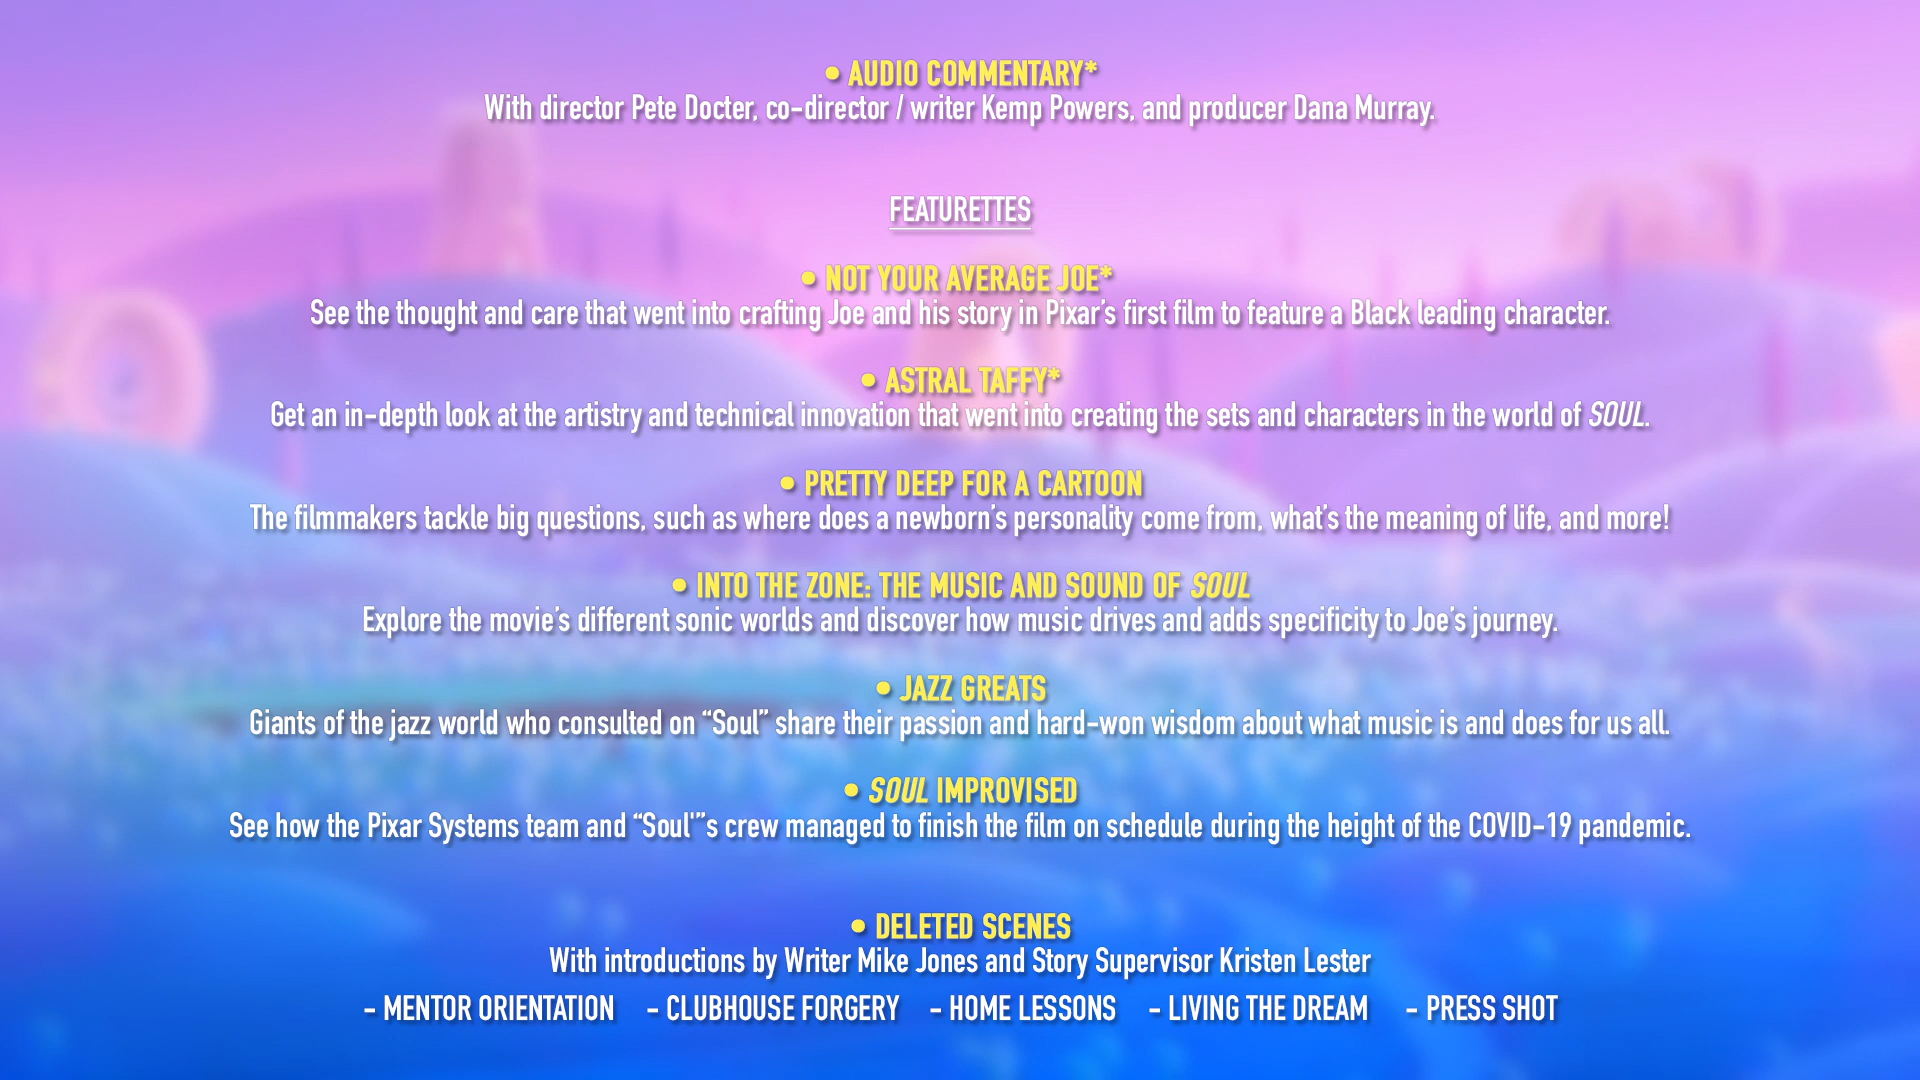 • AUDIO COMMENTARY*
With director Pete Docter, co-director / writer Kemp Powers, and producer Dana Murray.
FEATURETTES
• NOT YOUR AVERAGE JOE*
See the thought and care that went into crafting Joe and his story in Pixar’s first film to feature a Black leading character.
• ASTRAL TAFFY*
Get an in-depth look at the artistry and technical innovation that went into creating the sets and characters in the world of SOUL.
• PRETTY DEEP FOR A CARTOON
The filmmakers tackle big questions, such as where does a newborn’s personality come from, what’s the meaning of life, and more!
• INTO THE ZONE: THE MUSIC AND SOUND OF SOUL
Explore the movie’s different sonic worlds and discover how music drives and adds specificity to Joe’s journey.
• JAZZ GREATS
Giants of the jazz world who consulted on “Soul” share their passion and hard-won wisdom about what music is and does for us all.
• SOUL IMPROVISED
See how the Pixar Systems team and “Soul'”s crew managed to finish the film on schedule during the height of the COVID-19 pandemic.
• DELETED SCENES
With introductions by Writer Mike Jones and Story Supervisor Kristen Lester
- MENTOR ORIENTATION - CLUBHOUSE FORGERY - HOME LESSONS - LIVING THE DREAM - PRESS SHOT